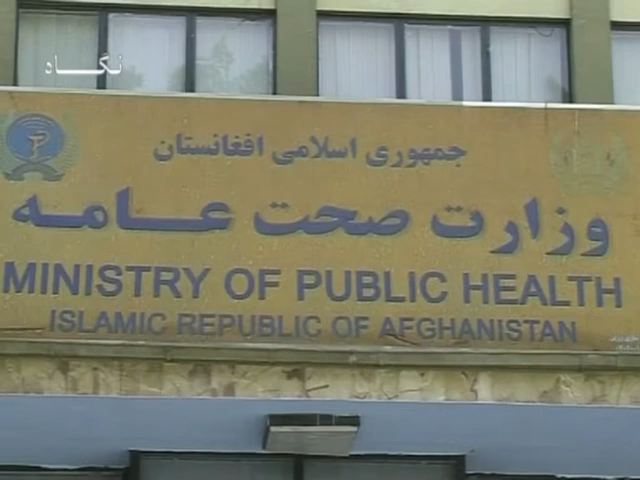 نگاه
جمهوری اسلامی افغانستان
وزارت صحت عامه
MINISTRY OF PUBLIC HEALTH
ISLAMIC REPUBLIC OF AFGHANISTAN